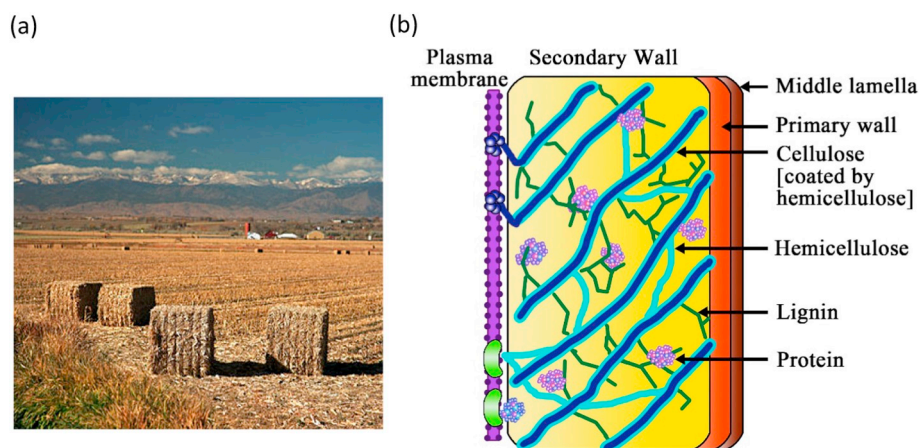 (a)
(b)
Plasma
membrane
Secondary Wall
Middle lamella
Primary wall
Cellulose
[coated by
hemicellulose]
Hemicellulose
Lignin
Protein